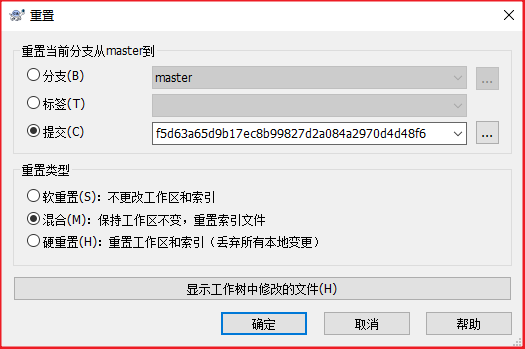 重置
重置当前分支从master到
分支(B)
master
...
标签(T)
提交(C)
f5d63a65d9b17ec8b99827d2a084a2970d4d48f6
...
重置类型
软重置(S)：不更改工作区和索引
混合(M)：保持工作区不变，重置索引文件
硬重置(H)：重置工作区和索引（丢弃所有本地变更）
显示工作树中修改的文件(H)
确定
取消
帮助